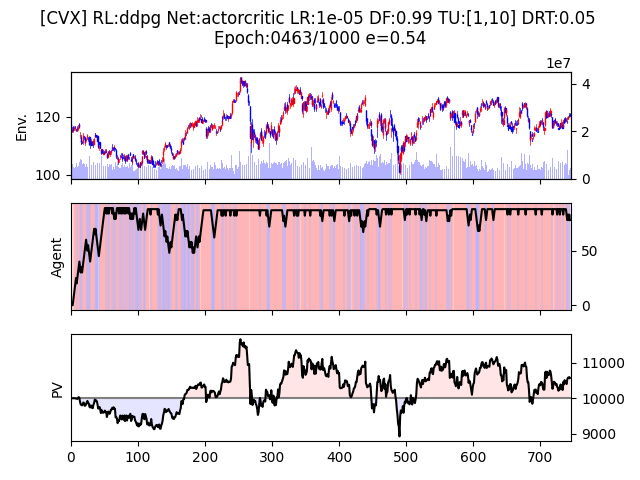 [CVX] RL:ddpg Net:actorcritic LR:1e-05 DF:0.99 TU:[1,10] DRT:0.05
Epoch:0463/1000 e=0.54
1e7
Env.
120
100
4
2
0
Agent
50
0
PV
11000
10000
9000
0 100 200 300 400 500 600 700